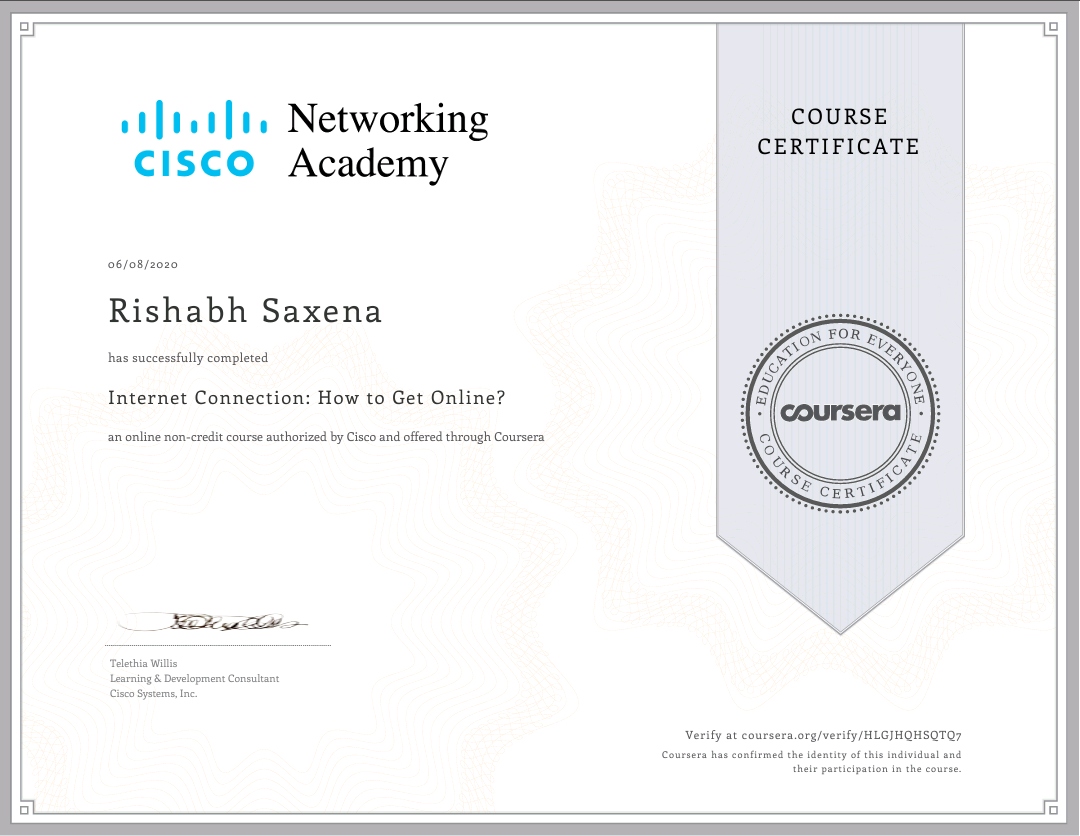 CISCO
Networking
Academy
COURSE
CERTIFICATE
06/08/2020
Rishabh Saxena
has successfully completed
Internet Connection: How to Get Online?
an online non-credit course authorized by Cisco and offered through Coursera
EDUCATION FOR EVERYONE
coursera
COURSE CERTIFICATE
Telethia Willis
Learning & Development Consultant
Cisco Systems, Inc.
Verify at coursera.org/verify/HLGJHQHSQTQ7
Coursera has confirmed the identity of this individual and
their participation in the course.